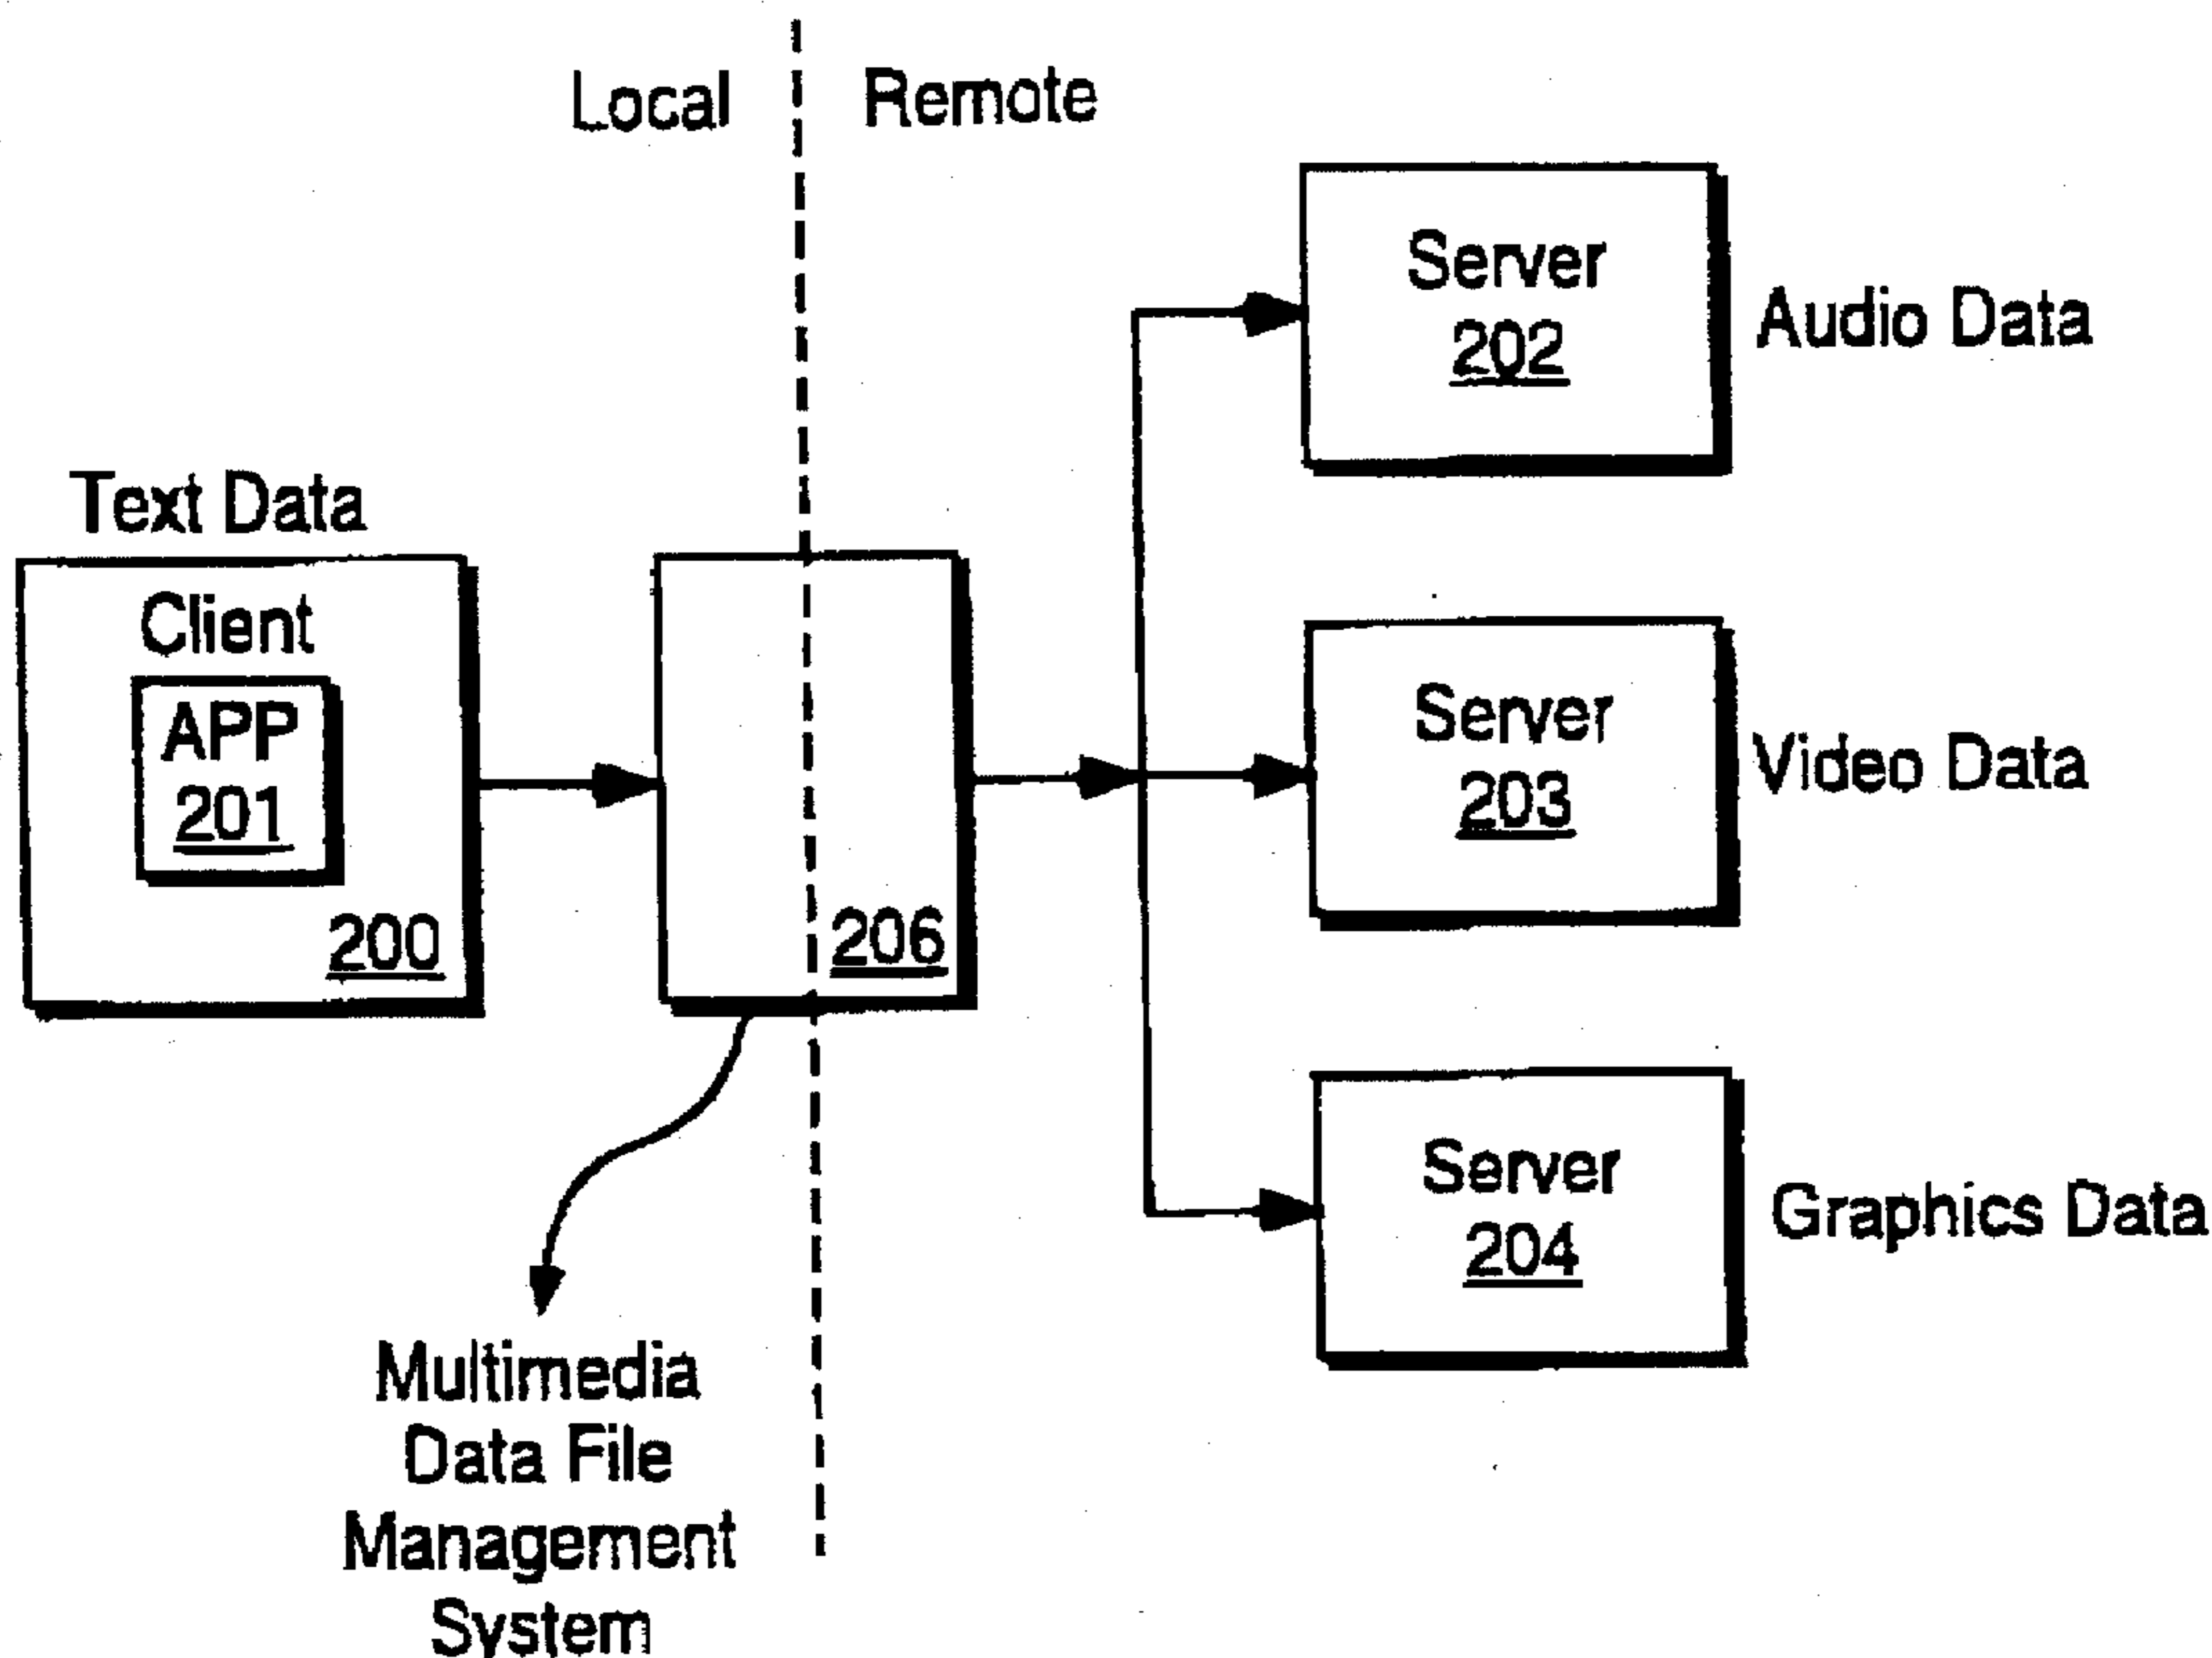 Local
Remote
Server
202
Audio Data
Text Data
Client
APP
201
200
206
Server
203
Video Data
Server
204
Graphics Data
Multimedia
Data File
Management
System